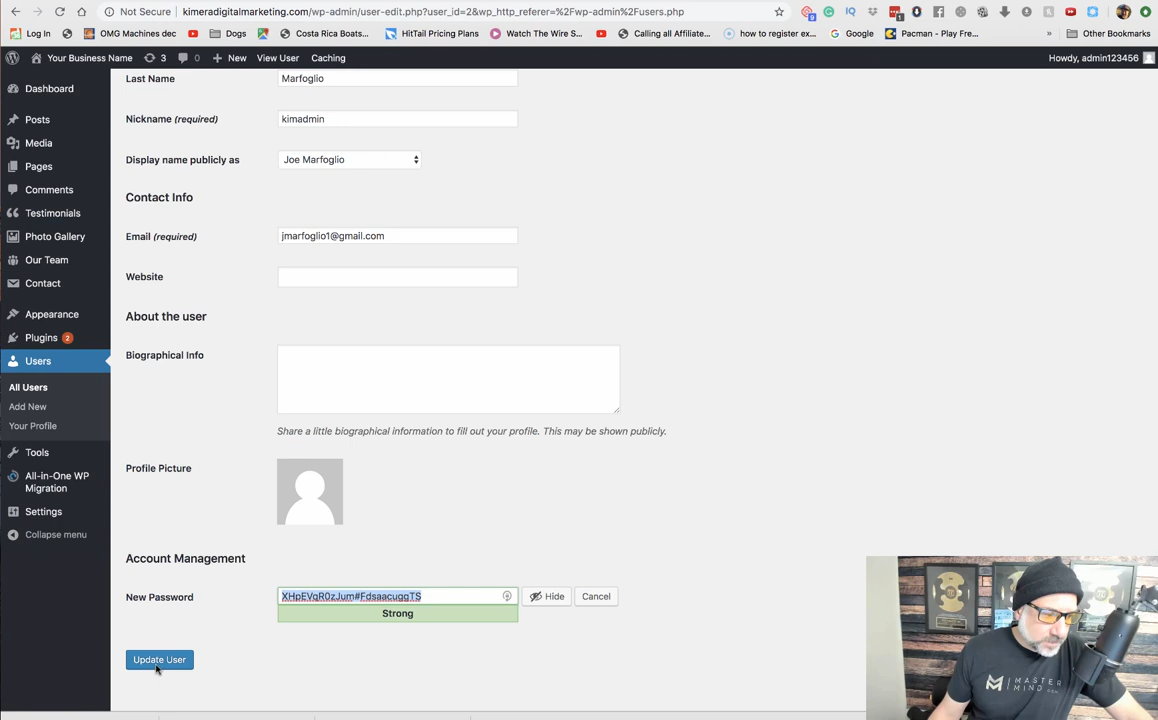 Not Secure kimeradigitalmarketing.com/wp-admin/user-edit.php?user_id=2&wp_http_referer=%2Fwp-admin%2Fusers.php
Log In OMG Machines dec Dogs Costa Rica Boats... HitTail Pricing Plans Watch The Wire S... Calling all Affiliate... how to register ex... Google Pacman - Play Fre... » Other Bookmarks
Your Business Name 3 0 + New View User Caching Howdy, admin123456
Dashboard
Posts
Media
Pages
Comments
Testimonials
Photo Gallery
Our Team
Contact
Appearance
Plugins 2
Users
All Users
Add New
Your Profile
Tools
All-in-One WP
Migration
Settings
Collapse menu
Last Name Marfoglio
Nickname (required) kimadmin
Display name publicly as Joe Marfoglio
Contact Info
Email (required) jmarfoglio1@gmail.com
Website
About the user
Biographical Info
Share a little biographical information to fill out your profile. This may be shown publicly.
Profile Picture
Account Management
New Password XHpEVqR0zJum#FdsaacuggTS Hide Cancel
Strong
Update User
MASTER
MIND